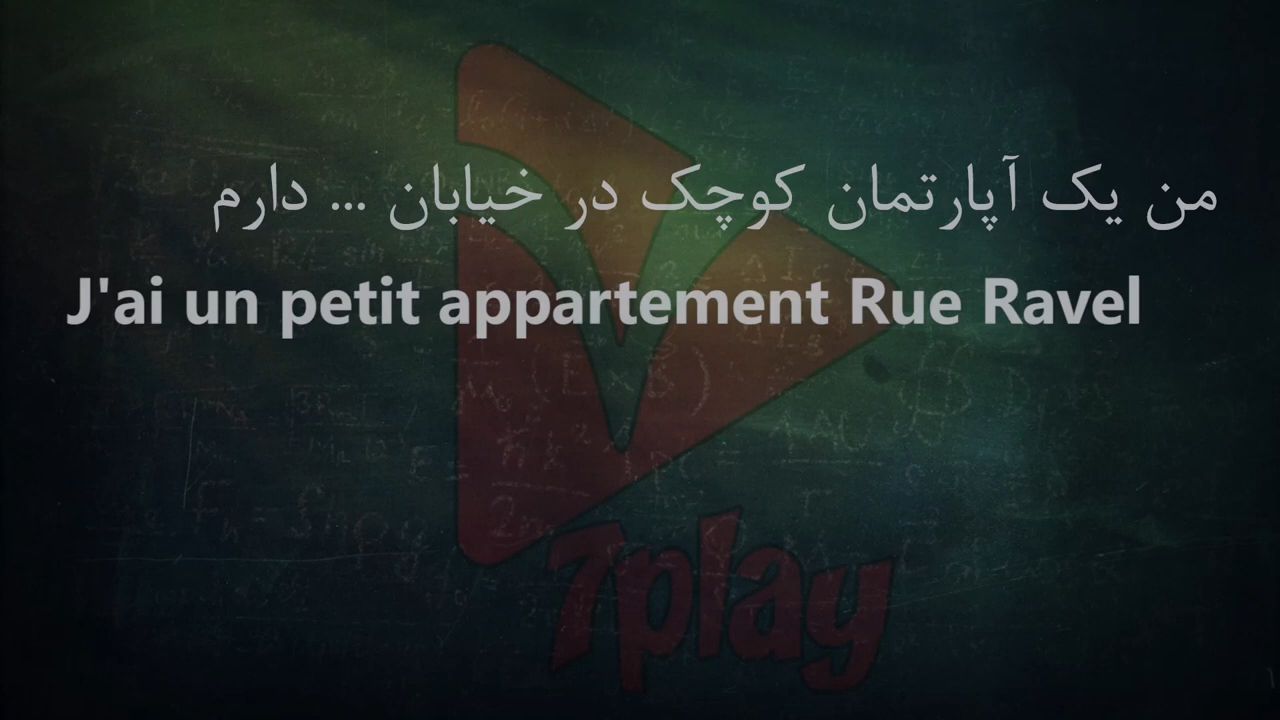 من یک آپارتمان کوچک در خیابان ... دارم
J'ai un petit appartement Rue Ravel
7play